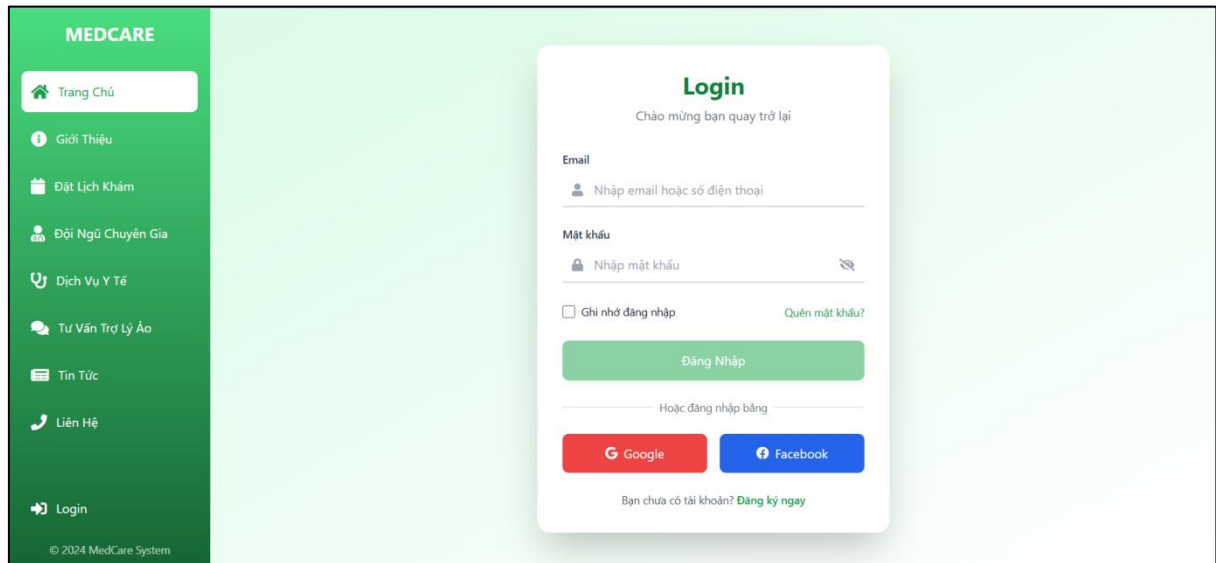 MEDCARE
Trang Chủ
Giới Thiệu
Đặt Lịch Khám
Đội Ngũ Chuyên Gia
Dịch Vụ Y Tế
Tư Vấn Trợ Lý Ảo
Tin Tức
Liên Hệ
Login
© 2024 MedCare System
Login
Chào mừng bạn quay trở lại
Email
Nhập email hoặc số điện thoại
Mật khẩu
Nhập mật khẩu
Ghi nhớ đăng nhập Quên mật khẩu?
Đăng Nhập
Hoặc đăng nhập bằng
Google Facebook
Bạn chưa có tài khoản? Đăng ký ngay